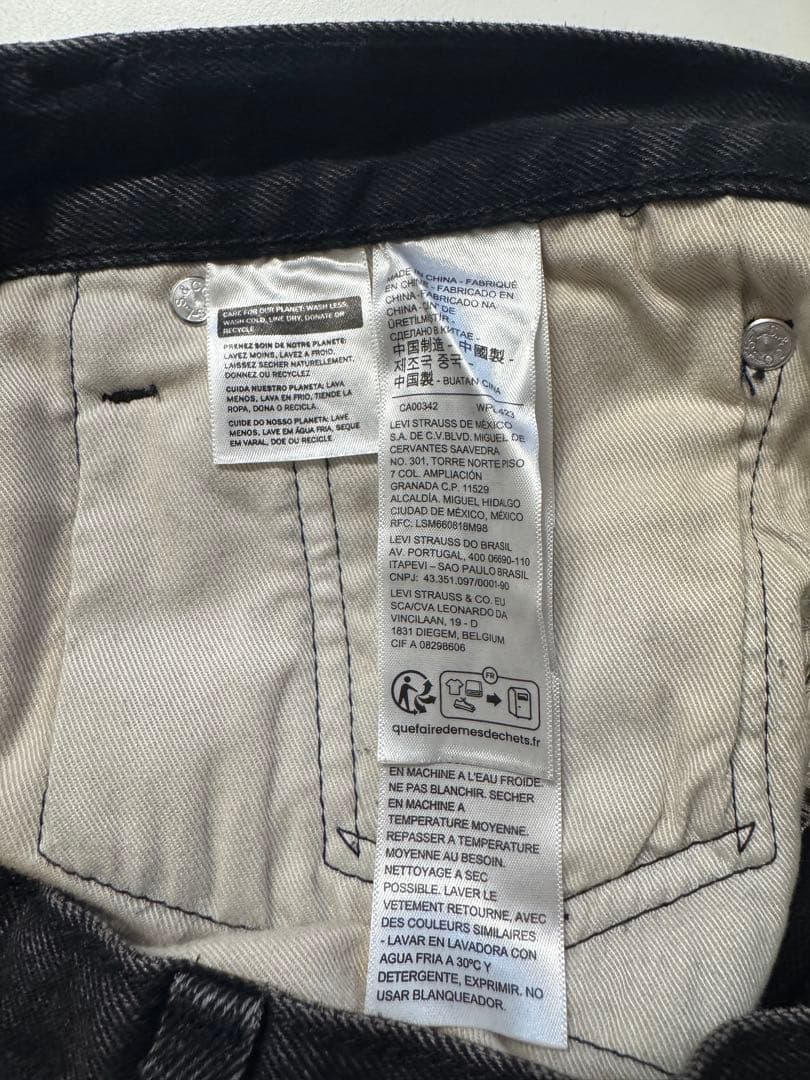 CARE FOR OUR PLANET: WASH LESS,
WASH COLD, LINE DRY, DONATE OR
RECYCLE.
PRENEZ SOIN DE NOTRE PLANETE:
LAVEZ MOINS, LAVEZ A FROID,
LAISSEZ SECHER NATURELLEMENT,
DONNEZ OU RECYCLEZ
CUIDA NUESTRO PLANETA: LAVA
MENOS, LAVA EN FRIO, TIENDE LA
ROPA, DONA O RECICLA.
CUIDE DO NOSSO PLANETA: LAVE
MENOS, LAVE EM ÁGUA FRIA, SEQUE
EM VARAL, DOE OU RECICLE.
MADE IN CHINA - FABRIQUÉ
EN CHINE - FABRICADO EN
CHINA-FABRICADO NA
CHINA-ÇIN' DE
ÜRETILMIŞTIR -
СДЕЛАНО В КИТАЕ -
中国制造 - 中國製 -
제조국 중국
中国製 - BUATAN CINA
CA00342 WPL423
LEVI STRAUSS DE MÉXICO
S.A. DE C.V.BLVD. MIGUEL DE
CERVANTES SAAVEDRA
NO. 301, TORRE NORTE PISO
7 COL. AMPLIACIÓN
GRANADA C.P. 11529
ALCALDÍA. MIGUEL HIDALGO
CIUDAD DE MÉXICO, MÉXICO
RFC: LSM660818M98
LEVI STRAUSS DO BRASIL
AV. PORTUGAL, 400 06690-110
ITAPEVI – SAO PAULO BRASIL
CNPJ: 43.351.097/0001-90
LEVI STRAUSS & CO. EU
SCA/CVA LEONARDO DA
VINCILAAN, 19 - D
1831 DIEGEM, BELGIUM
CIF A 08298606
FR
quefairedemesdechets.fr
EN MACHINE A L'EAU FROIDE.
NE PAS BLANCHIR. SECHER
EN MACHINE A
TEMPERATURE MOYENNE.
REPASSER A TEMPERATURE
MOYENNE AU BESOIN.
NETTOYAGE A SEC
POSSIBLE. LAVER LE
VETEMENT RETOURNE, AVEC
DES COULEURS SIMILAIRES.
- LAVAR EN LAVADORA CON
AGUA FRIA A 30ºC Y
DETERGENTE, EXPRIMIR. NO
USAR BLANQUEADOR.